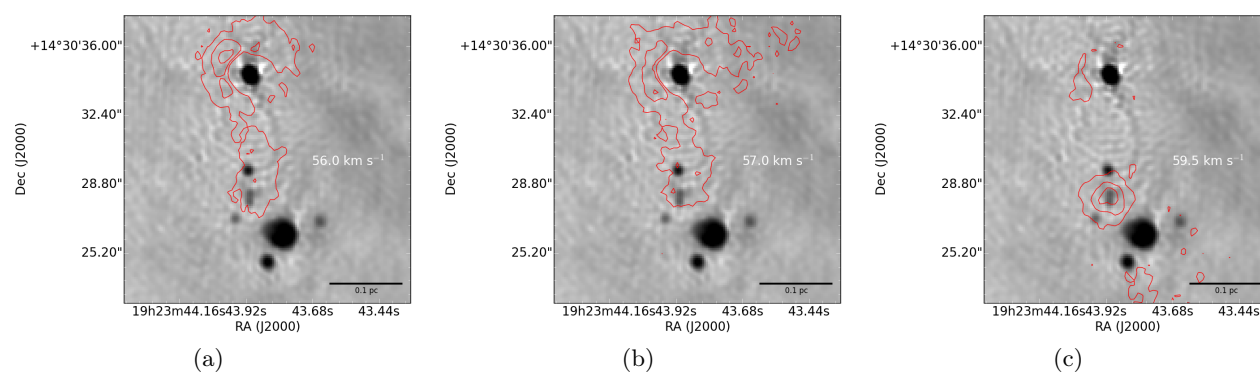 +14°30'36.00"
32.40"
28.80"
25.20"
Dec (J2000)
56.0 km s⁻¹
0.1 pc
19h23m44.16s43.92s 43.68s 43.44s
RA (J2000)
(a)
+14°30'36.00"
32.40"
28.80"
25.20"
Dec (J2000)
57.0 km s⁻¹
0.1 pc
19h23m44.16s43.92s 43.68s 43.44s
RA (J2000)
(b)
+14°30'36.00"
32.40"
28.80"
25.20"
Dec (J2000)
59.5 km s⁻¹
0.1 pc
19h23m44.16s43.92s 43.68s 43.44s
RA (J2000)
(c)